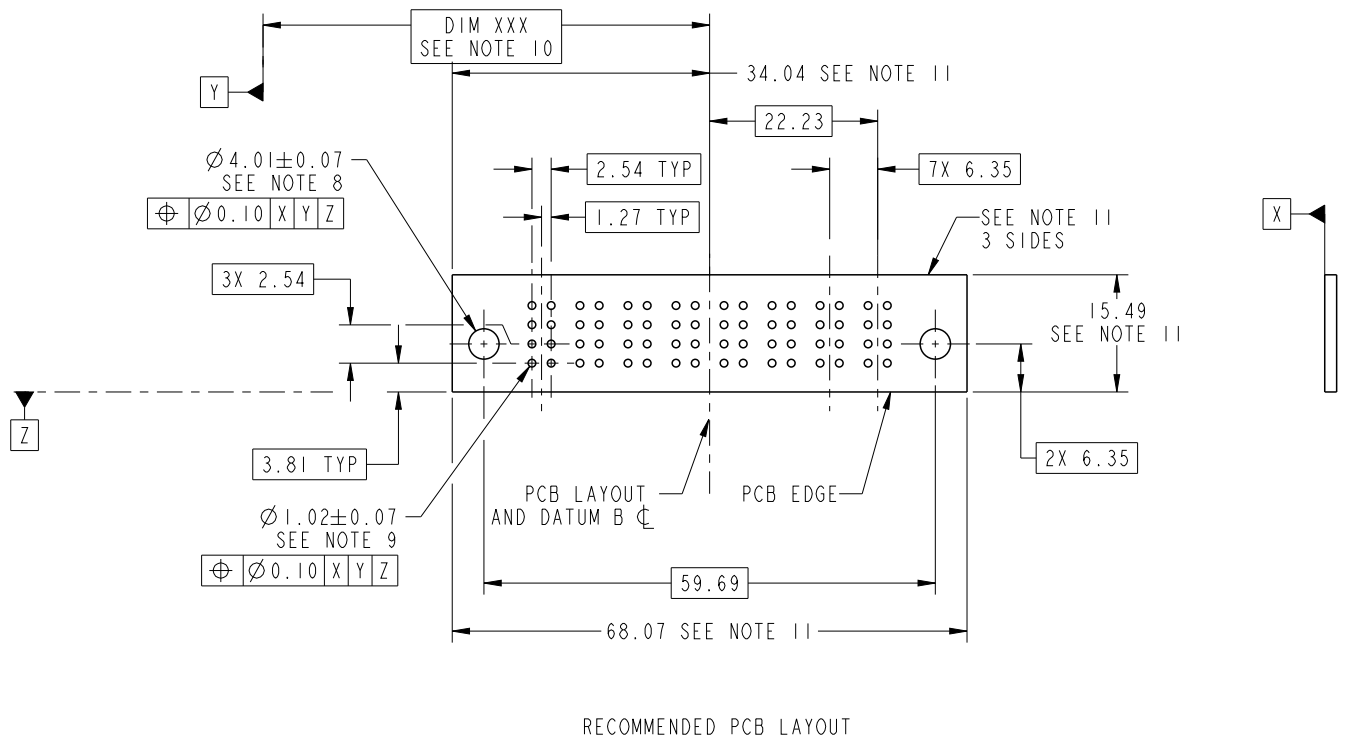 DIM XXX
SEE NOTE 10
34.04 SEE NOTE 11
Y
22.23
Ø4.01±0.07
SEE NOTE 8
⌖ Ø0.10 X Y Z
2.54 TYP
7X 6.35
1.27 TYP
SEE NOTE 11
3 SIDES
X
3X 2.54
15.49
SEE NOTE 11
Z
3.81 TYP
2X 6.35
PCB LAYOUT
AND DATUM B ℄
PCB EDGE
Ø1.02±0.07
SEE NOTE 9
⌖ Ø0.10 X Y Z
59.69
68.07 SEE NOTE 11
RECOMMENDED PCB LAYOUT